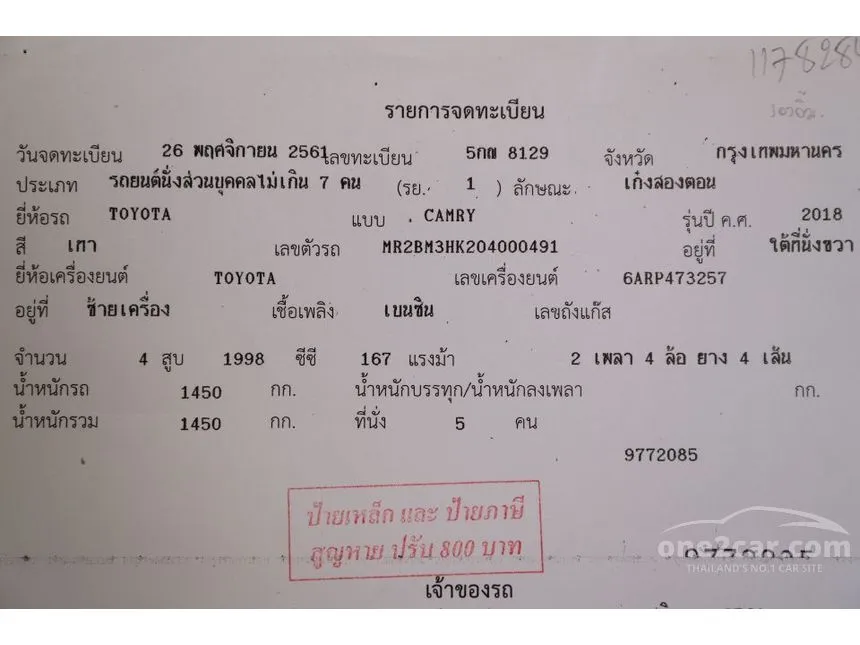 รายการจดทะเบียน
วันจดทะเบียน 26 พฤศจิกายน 2561 เลขทะเบียน 5กณ 8129 จังหวัด กรุงเทพมหานคร
ประเภท รถยนต์นั่งส่วนบุคคลไม่เกิน 7 คน (รย. 1 ) ลักษณะ เก๋งสองตอน
ยี่ห้อรถ TOYOTA แบบ CAMRY รุ่นปี ค.ศ. 2018
สี เทา เลขตัวรถ MR2BM3HK204000491 อยู่ที่ ใต้ที่นั่งขวา
ยี่ห้อเครื่องยนต์ TOYOTA เลขเครื่องยนต์ 6ARP473257
อยู่ที่ ซ้ายเครื่อง เชื้อเพลิง เบนซิน เลขถังแก๊ส
จำนวน 4 สูบ 1998 ซีซี 167 แรงม้า 2 เพลา 4 ล้อ ยาง 4 เส้น
น้ำหนักรถ 1450 กก. น้ำหนักบรรทุก/น้ำหนักลงเพลา กก.
น้ำหนักรวม 1450 กก. ที่นั่ง 5 คน
9772085
ป้ายเหล็ก และ ป้ายภาษี
สูญหาย ปรับ 800 บาท
one2car.com
THAILAND'S NO.1 CAR SITE
เจ้าของรถ